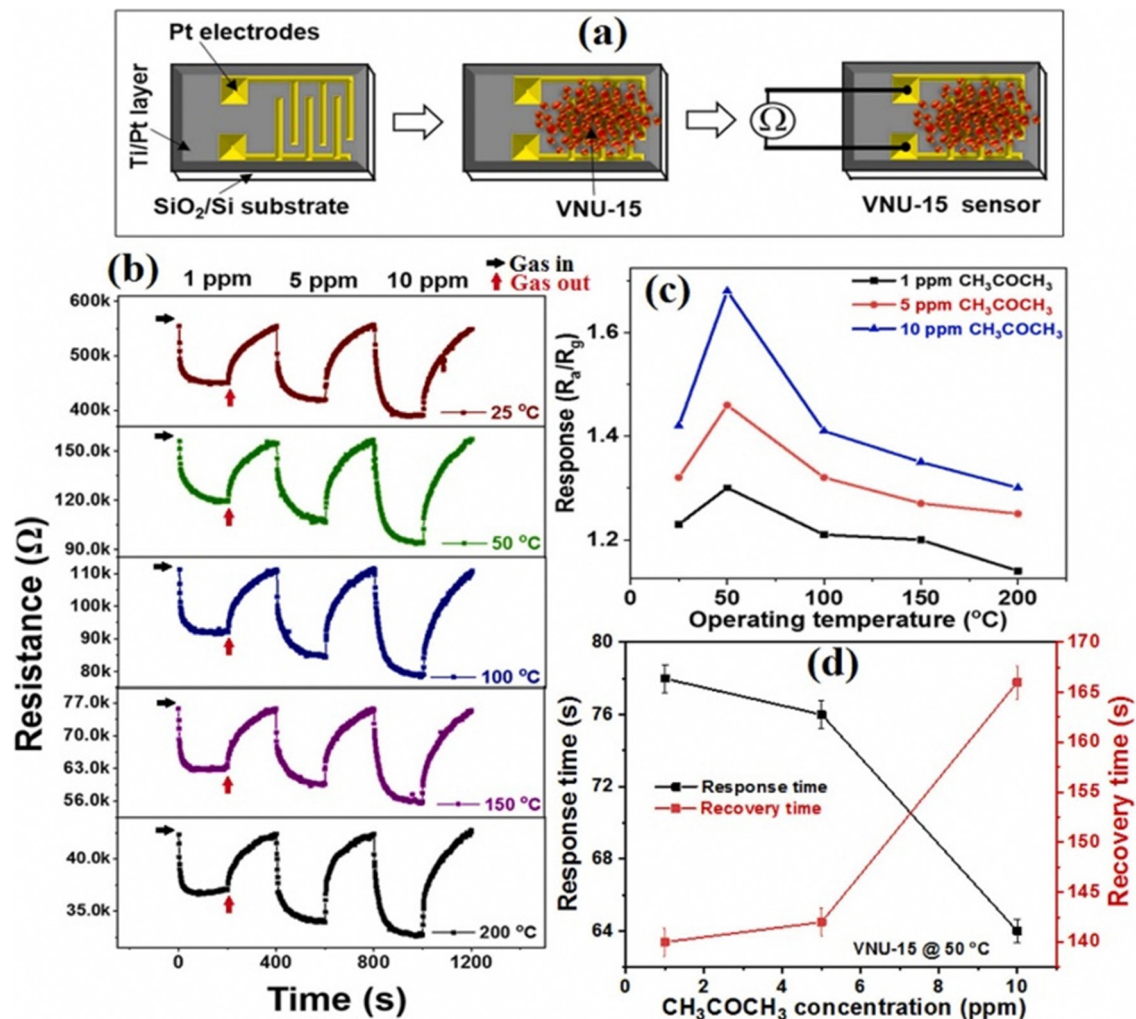 (a)
Pt electrodes
Ti/Pt layer
SiO₂/Si substrate
VNU-15
Ω
VNU-15 sensor
(b)
1 ppm 5 ppm 10 ppm
Gas in
Gas out
Resistance (Ω)
600k
500k
400k
25 °C
150.0k
120.0k
90.0k
50 °C
110k
100k
90k
80k
100 °C
77.0k
70.0k
63.0k
56.0k
150 °C
40.0k
35.0k
200 °C
0 400 800 1200
Time (s)
(c)
1 ppm CH₃COCH₃
5 ppm CH₃COCH₃
10 ppm CH₃COCH₃
Response (Rₐ/R_g)
1.6
1.4
1.2
0 50 100 150 200
Operating temperature (°C)
(d)
Response time (s)
80
76
72
68
64
Response time
Recovery time
VNU-15 @ 50 °C
170
165
160
155
150
145
140
Recovery time (s)
0 2 4 6 8 10
CH₃COCH₃ concentration (ppm)